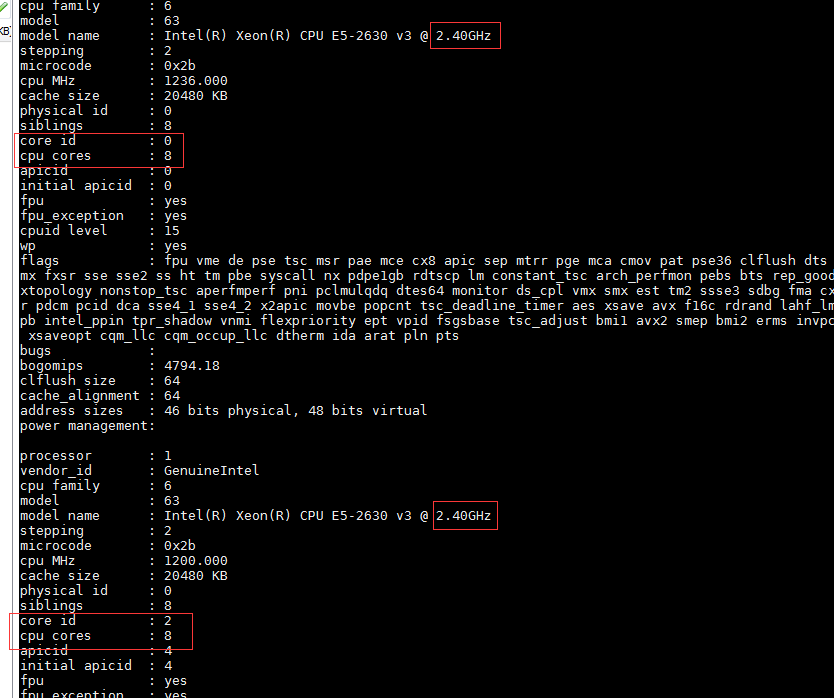 KB)
cpu family : 6
model : 63
model name : Intel(R) Xeon(R) CPU E5-2630 v3 @ 2.40GHz
stepping : 2
microcode : 0x2b
cpu MHz : 1236.000
cache size : 20480 KB
physical id : 0
siblings : 8
core id : 0
cpu cores : 8
apicid : 0
initial apicid : 0
fpu : yes
fpu_exception : yes
cpuid level : 15
wp : yes
flags : fpu vme de pse tsc msr pae mce cx8 apic sep mtrr pge mca cmov pat pse36 clflush dts
mx fxsr sse sse2 ss ht tm pbe syscall nx pdpe1gb rdtscp lm constant_tsc arch_perfmon pebs bts rep_good
xtopology nonstop_tsc aperfmperf pni pclmulqdq dtes64 monitor ds_cpl vmx smx est tm2 ssse3 sdbg fma cx
r pdcm pcid dca sse4_1 sse4_2 x2apic movbe popcnt tsc_deadline_timer aes xsave avx f16c rdrand lahf_lm
pb intel_ppin tpr_shadow vnmi flexpriority ept vpid fsgsbase tsc_adjust bmi1 avx2 smep bmi2 erms invpc
xsaveopt cqm_llc cqm_occup_llc dtherm ida arat pln pts
bugs :
bogomips : 4794.18
clflush size : 64
cache_alignment : 64
address sizes : 46 bits physical, 48 bits virtual
power management:
processor : 1
vendor_id : GenuineIntel
cpu family : 6
model : 63
model name : Intel(R) Xeon(R) CPU E5-2630 v3 @ 2.40GHz
stepping : 2
microcode : 0x2b
cpu MHz : 1200.000
cache size : 20480 KB
physical id : 0
siblings : 8
core id : 2
cpu cores : 8
apicid : 4
initial apicid : 4
fpu : yes
fpu_exception : yes